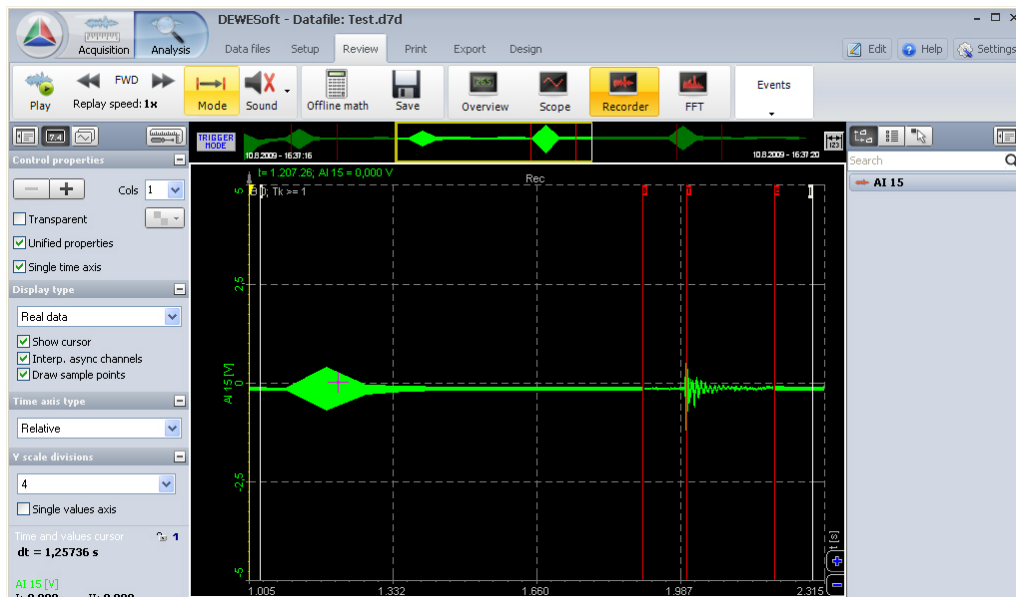 DEWESoft - Datafile: Test.d7d
Acquisition Analysis Data files Setup Review Print Export Design Edit Help Settings
Play FWD Replay speed: 1x Mode Sound Offline math Save Overview Scope Recorder FFT Events
TRIGGER MODE
10.8.2009 - 16:37:16
10.8.2009 - 16:37:20
Control properties
Cols 1
Transparent
Unified properties
Single time axis
Display type
Real data
Show cursor
Interp. async channels
Draw sample points
Time axis type
Relative
Y scale divisions
4
Single values axis
Time and values cursor 1
dt = 1,25736 s
AI 15 [V]
t= 1.207.26; AI 15 = 0,000 V
Rec
Tk >= 1
5
2,5
0
-2,5
-5
AI 15 [V]
1.005 1.332 1.660 1.987 2.315
t [s]
Search
AI 15